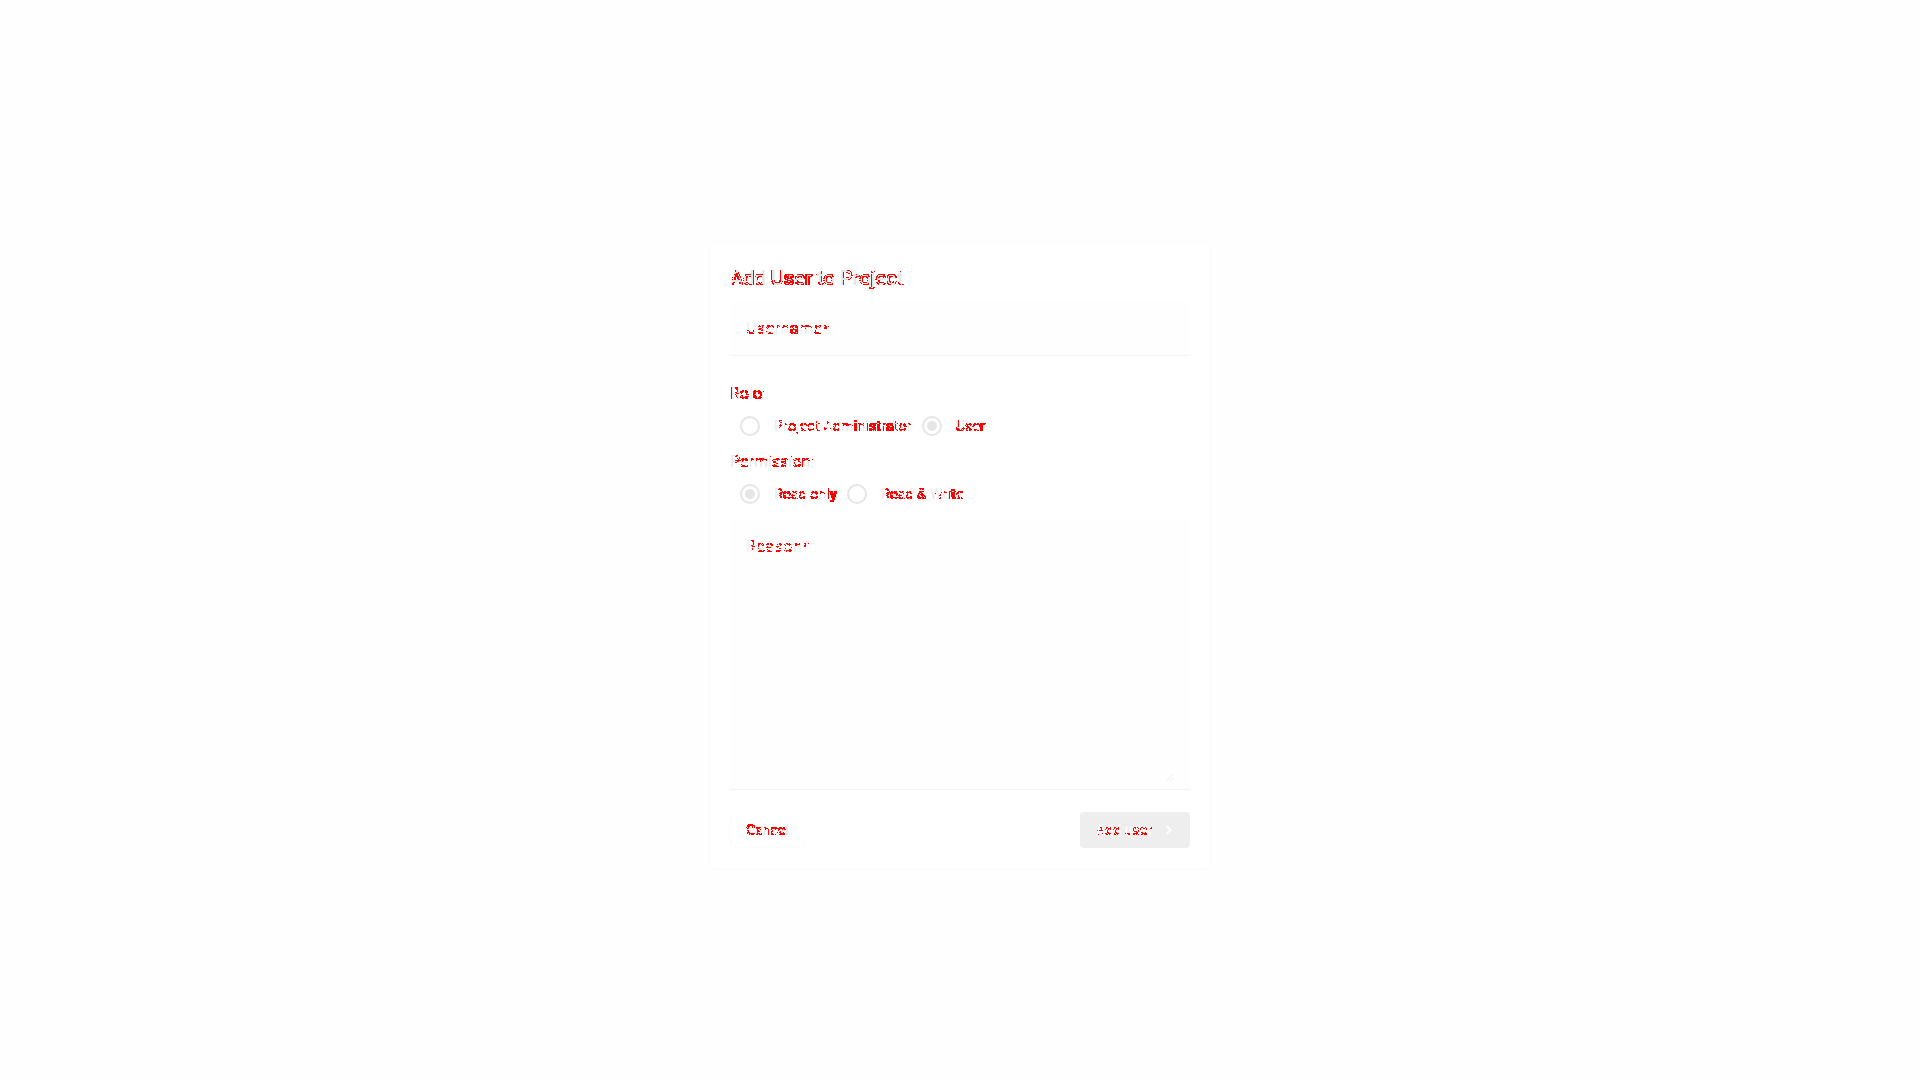 Add User to Project
Username*
Role:
Project Administrator User
Permission:
Read only Read & Write
Reason*
Cancel Add User